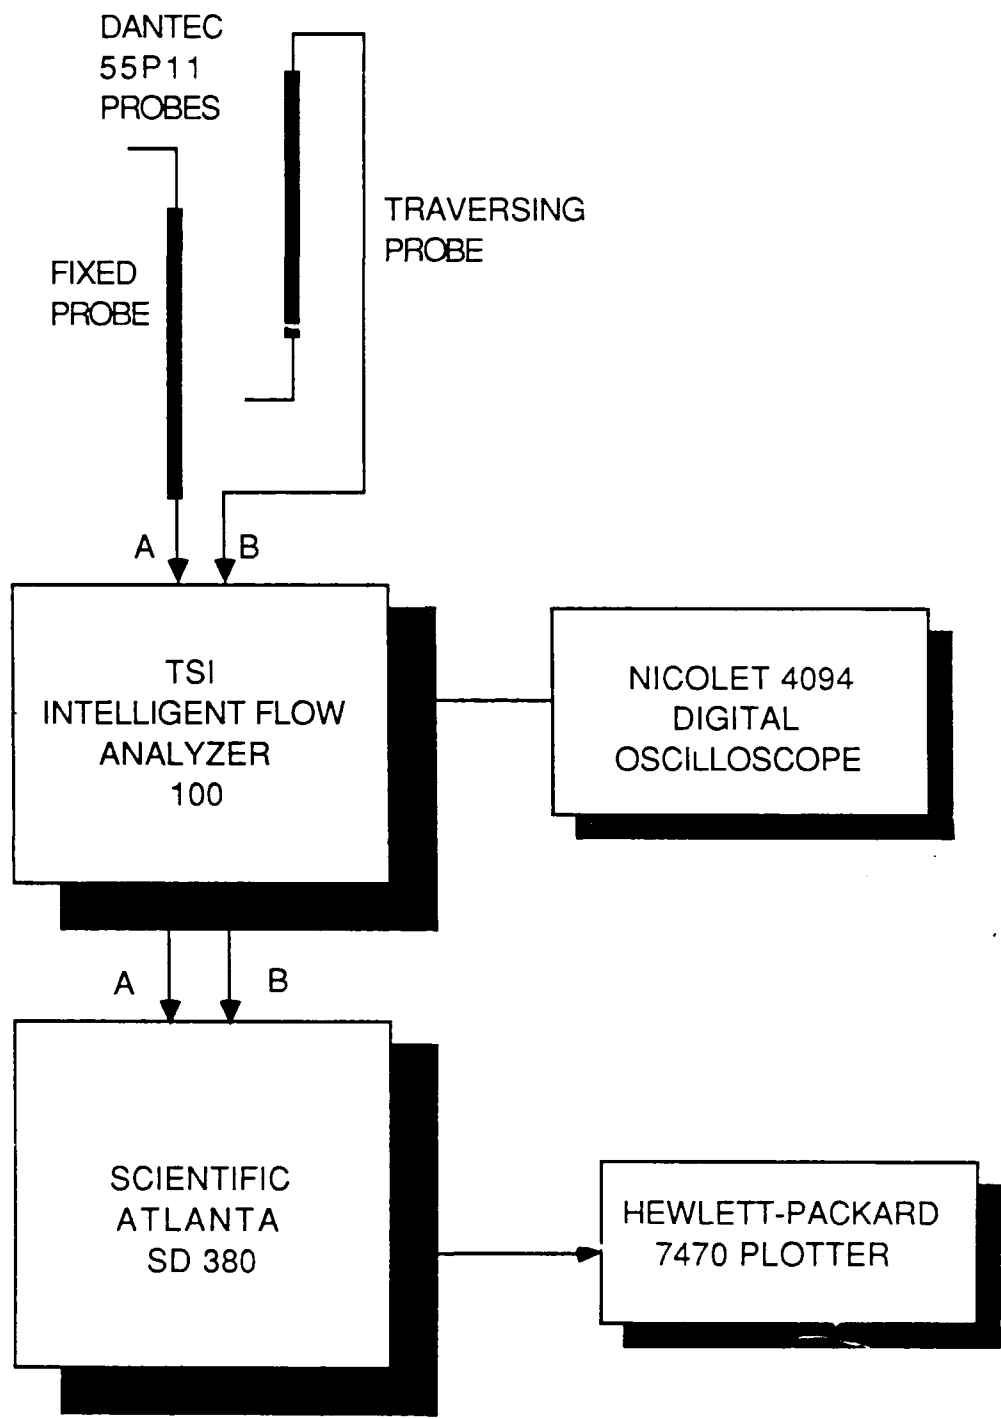 DANTEC
55P11
PROBES
TRAVERSING
PROBE
FIXED
PROBE
A
B
TSI
INTELLIGENT FLOW
ANALYZER
100
NICOLET 4094
DIGITAL
OSCILLOSCOPE
A
B
SCIENTIFIC
ATLANTA
SD 380
HEWLETT-PACKARD
7470 PLOTTER